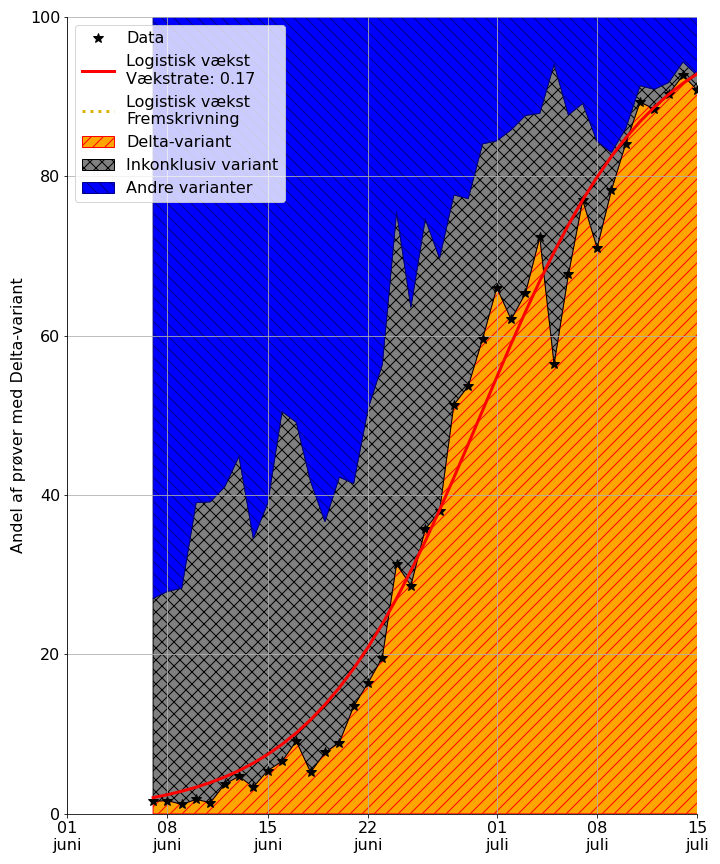 Data
Logistisk vækst
Vækstrate: 0.17
Logistisk vækst
Fremskrivning
Delta-variant
Inkonklusiv variant
Andre varianter
Andel af prøver med Delta-variant
100
80
60
40
20
0
01 08 15 22 01 08 15
juni juni juni juni juli juli juli